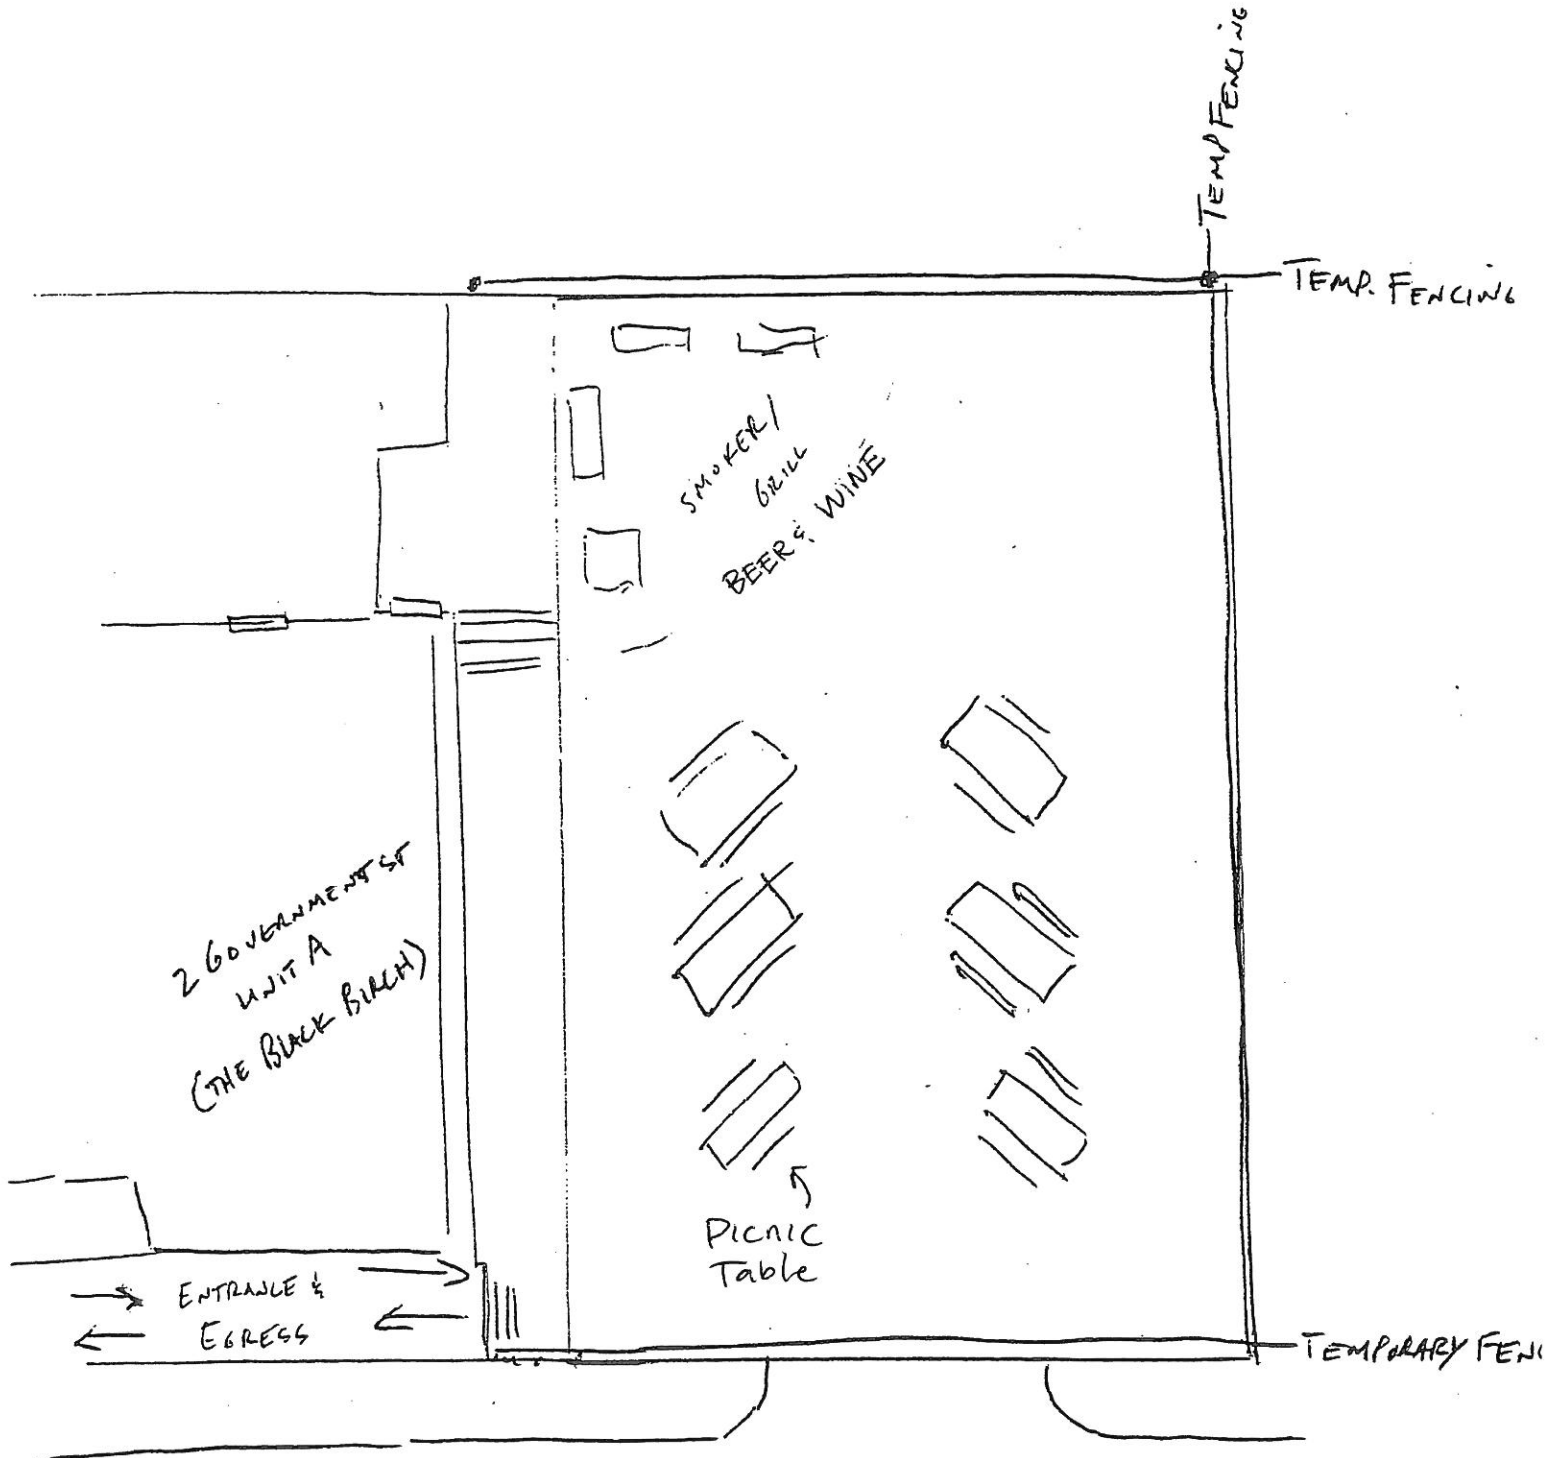 TEMP FENCING
TEMP. FENCING
SMOKER/
GRILL
BEER & WINE
2 GOVERNMENT ST
UNIT A
(THE BLACK BIRCH)
PICNIC
Table
ENTRANCE &
EGRESS
TEMPORARY FENC